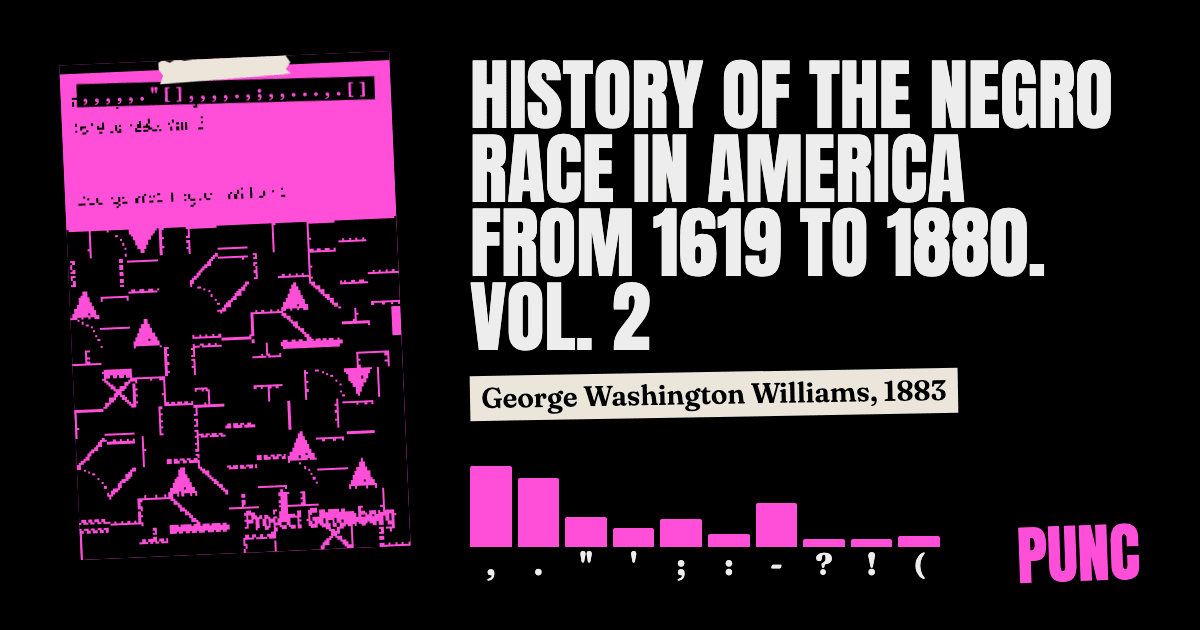 ,,,,,."[],,,,.,;,,...,.[]
Project Gutenberg
HISTORY OF THE NEGRO
RACE IN AMERICA
FROM 1619 TO 1880.
VOL. 2
George Washington Williams, 1883
, . " ' ; : - ? ! (
PUNC